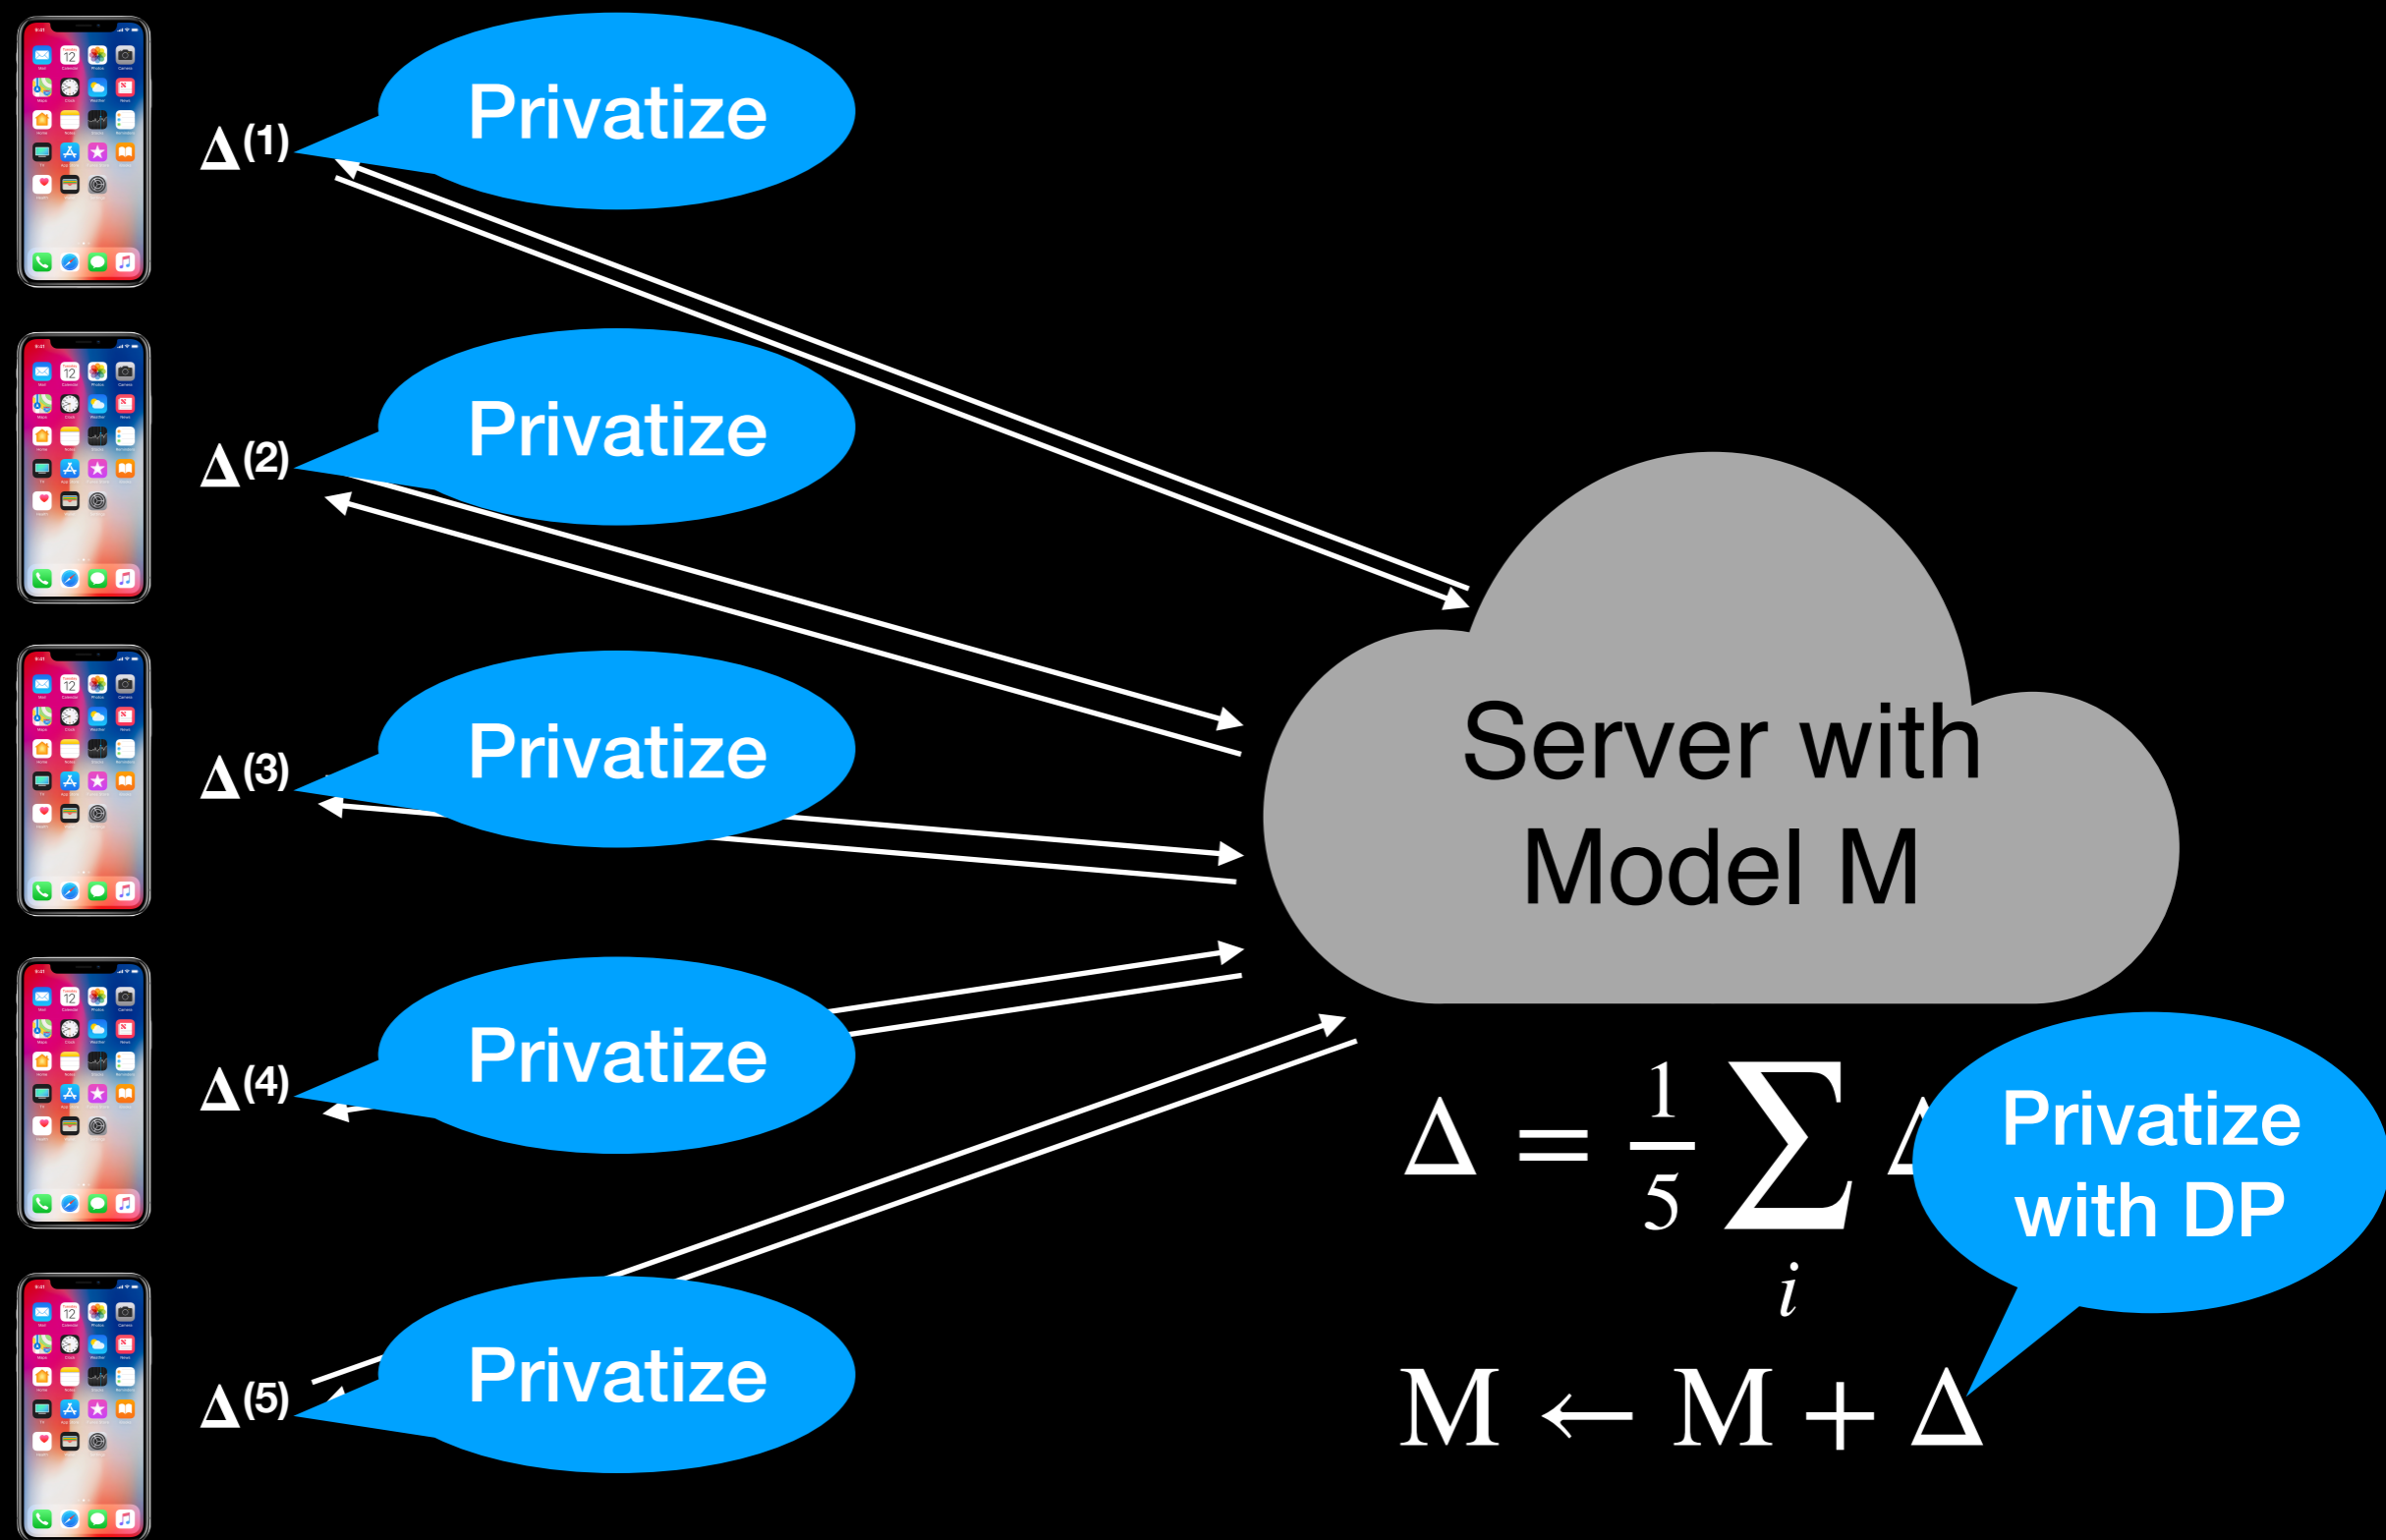 Δ(1)
Privatize
Δ(2)
Privatize
Δ(3)
Privatize
Δ(4)
Privatize
Δ(5)
Privatize
Server with
Model M
Δ = 1/5 ∑ i Δ
Privatize
with DP
M ← M + Δ